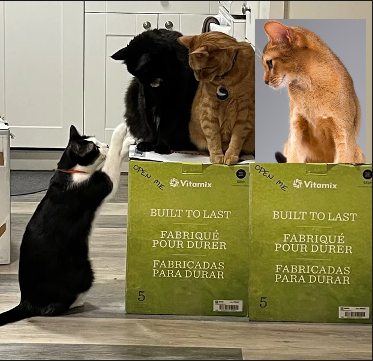 OPEN ME
Vitamix
BUILT TO LAST
FABRIQUÉ
POUR DURER
FABRICADAS
PARA DURAR
5
OPEN ME
Vitamix
BUILT TO LAST
FABRIQUÉ
POUR DURER
FABRICADAS
PARA DURAR
5